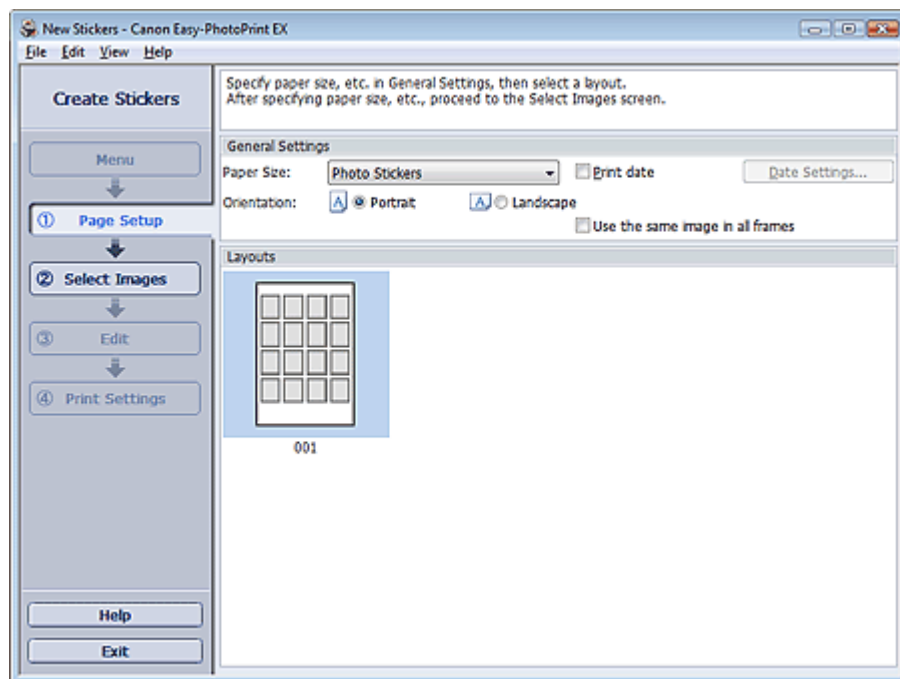 New Stickers - Canon Easy-PhotoPrint EX
File Edit View Help
Create Stickers
Specify paper size, etc. in General Settings, then select a layout.
After specifying paper size, etc., proceed to the Select Images screen.
Menu
① Page Setup
② Select Images
③ Edit
④ Print Settings
General Settings
Paper Size: Photo Stickers Print date Date Settings...
Orientation: A Portrait A Landscape
Use the same image in all frames
Layouts
001
Help
Exit